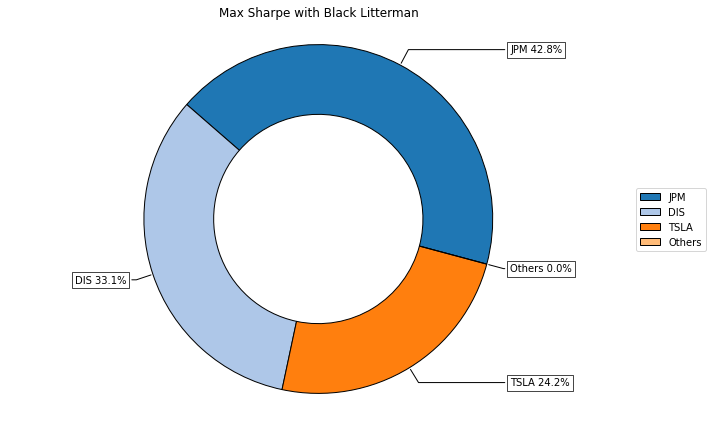 Max Sharpe with Black Litterman
JPM 42.8%
Others 0.0%
DIS 33.1%
TSLA 24.2%
JPM
DIS
TSLA
Others